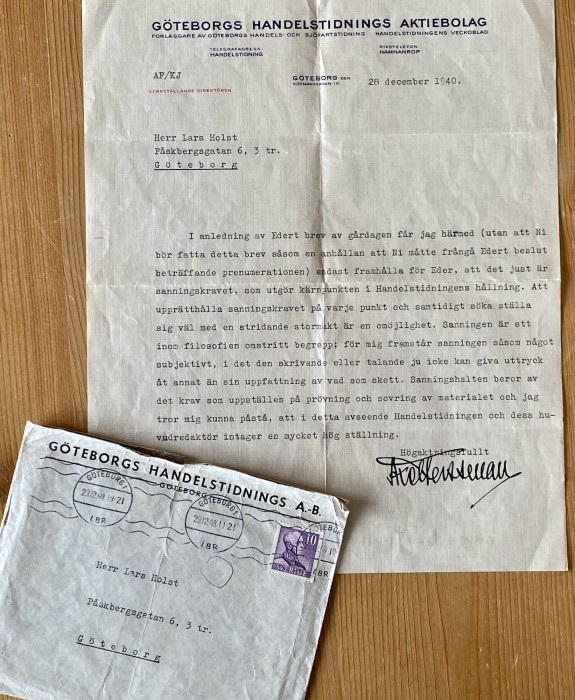 GÖTEBORGS HANDELSTIDNINGS AKTIEBOLAG
FÖRLÄGGARE AV GÖTEBORGS HANDELS- OCH SJÖFARTSTIDNING HANDELSTIDNINGENS VECKOBLAD
TELEGRAFADRESS:
HANDELSTIDNING
RIKSTELEFON
NAMNANROP
AF/KJ
VERKSTÄLLANDE DIREKTÖREN
GÖTEBORG DEN 28 december 1940.
KÖPMANSGATAN 10
Herr Lars Holst
Påskbergsgatan 6, 3 tr.
Göteborg
I anledning av Edert brev av gårdagen får jag härmed (utan att Ni
bör fatta detta brev såsom en anhållan att Ni måtte frångå Edert beslut
beträffande prenumerationen) endast framhålla för Eder, att det just är
sanningskravet, som utgör kärnpunkten i Handelstidningens hållning. Att
upprätthålla sanningskravet på varje punkt och samtidigt söka ställa
sig väl med en stridande stormakt är en omöjlighet. Sanningen är ett
inom filosofien omstritt begrepp; för mig framstår sanningen såsom något
subjektivt, i det den skrivande eller talande ju icke kan giva uttryck
åt annat än sin uppfattning av vad som skett. Sanningshalten beror av
det krav som uppställes på prövning och sovring av materialet och jag
tror mig kunna påstå, att i detta avseende Handelstidningen och dess hu-
vudredaktör intager en mycket hög ställning.
Högaktningsfullt
GÖTEBORGS HANDELSTIDNINGS A.-B.
GÖTEBORG
GÖTEBORG 1
GÖTEBORG 1
LBR
LBR
10
SVERIGE
Herr Lars Holst
Påskbergsgatan 6, 3 tr.
Göteborg